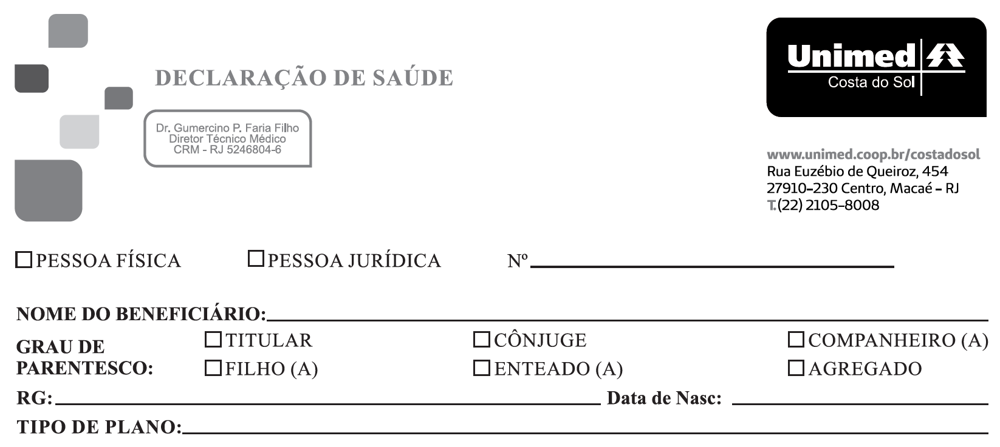 DECLARAÇÃO DE SAÚDE
Dr. Gumercino P. Faria Filho
Diretor Técnico Médico
CRM - RJ 5246804-6
Unimed
Costa do Sol
www.unimed.coop.br/costadosol
Rua Euzébio de Queiroz, 454
27910-230 Centro, Macaé - RJ
T.(22) 2105-8008
PESSOA FÍSICA PESSOA JURÍDICA Nº
NOME DO BENEFICIÁRIO:
GRAU DE PARENTESCO:
TITULAR CÔNJUGE COMPANHEIRO (A)
FILHO (A) ENTEADO (A) AGREGADO
RG: Data de Nasc:
TIPO DE PLANO: